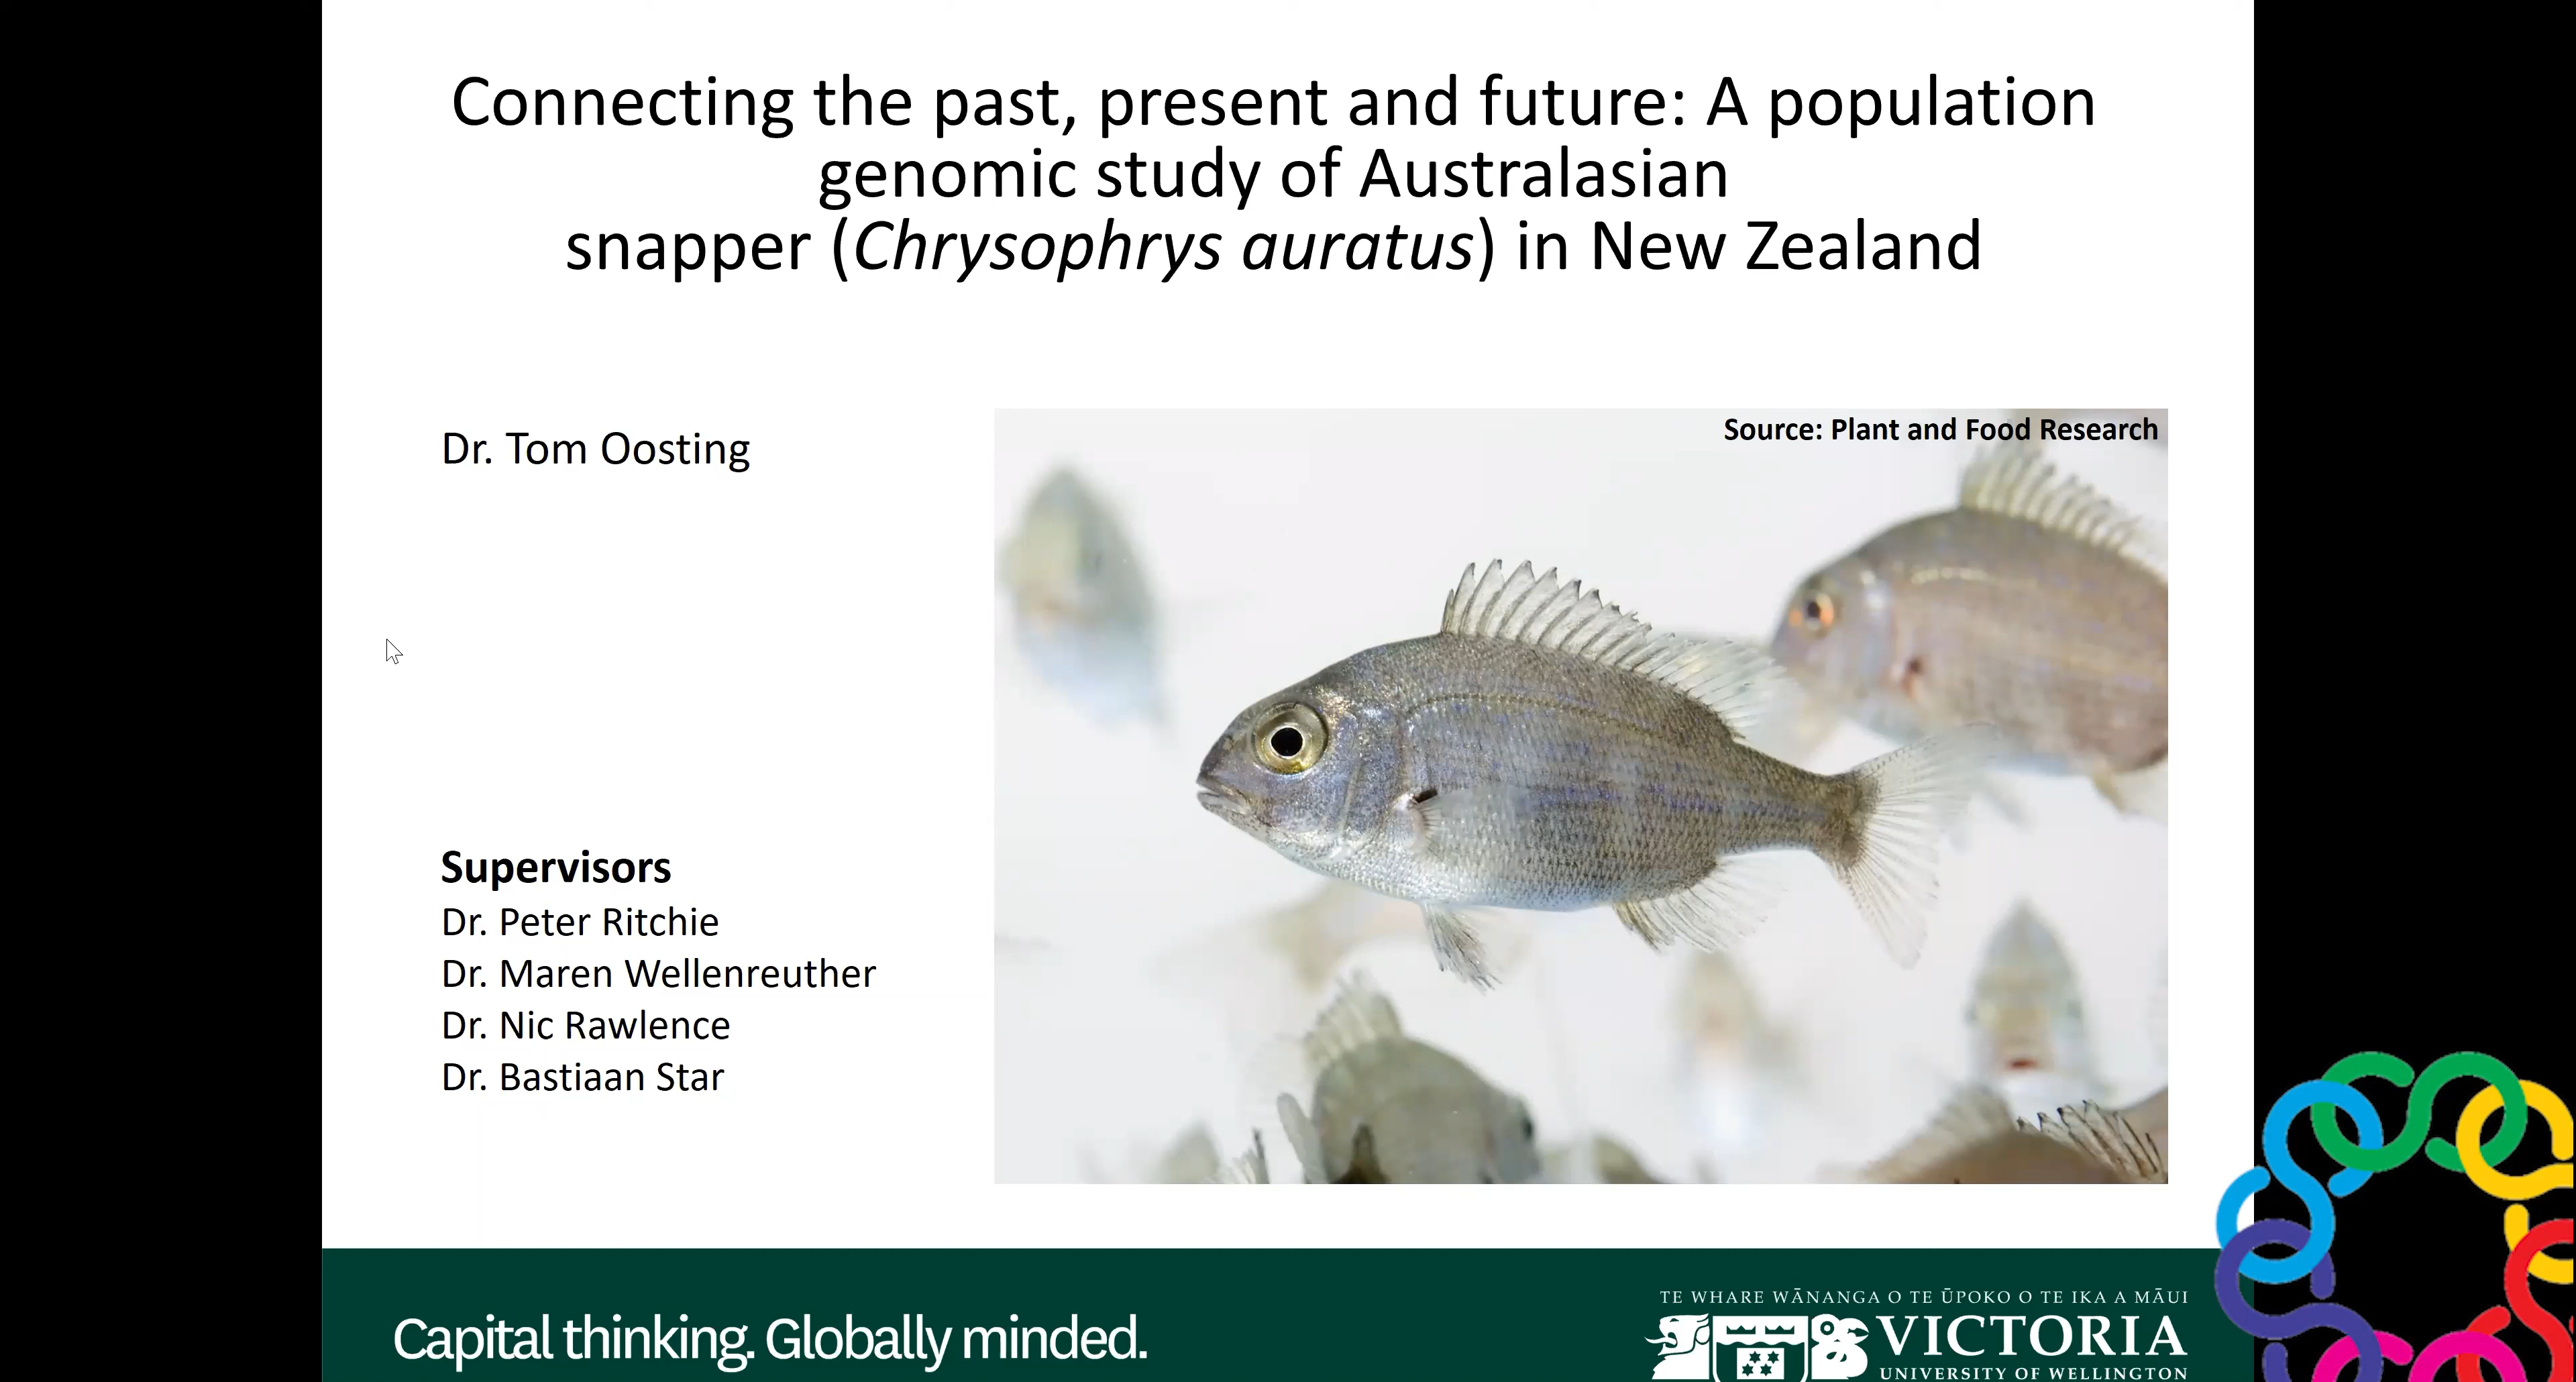 Connecting the past, present and future: A population
genomic study of Australasian
snapper (Chrysophrys auratus) in New Zealand
Dr. Tom Oosting
Source: Plant and Food Research
Supervisors
Dr. Peter Ritchie
Dr. Maren Wellenreuther
Dr. Nic Rawlence
Dr. Bastiaan Star
Capital thinking. Globally minded.
TE WHARE WĀNANGA O TE ŪPOKO O TE IKA A MĀUI
VICTORIA
UNIVERSITY OF WELLINGTON